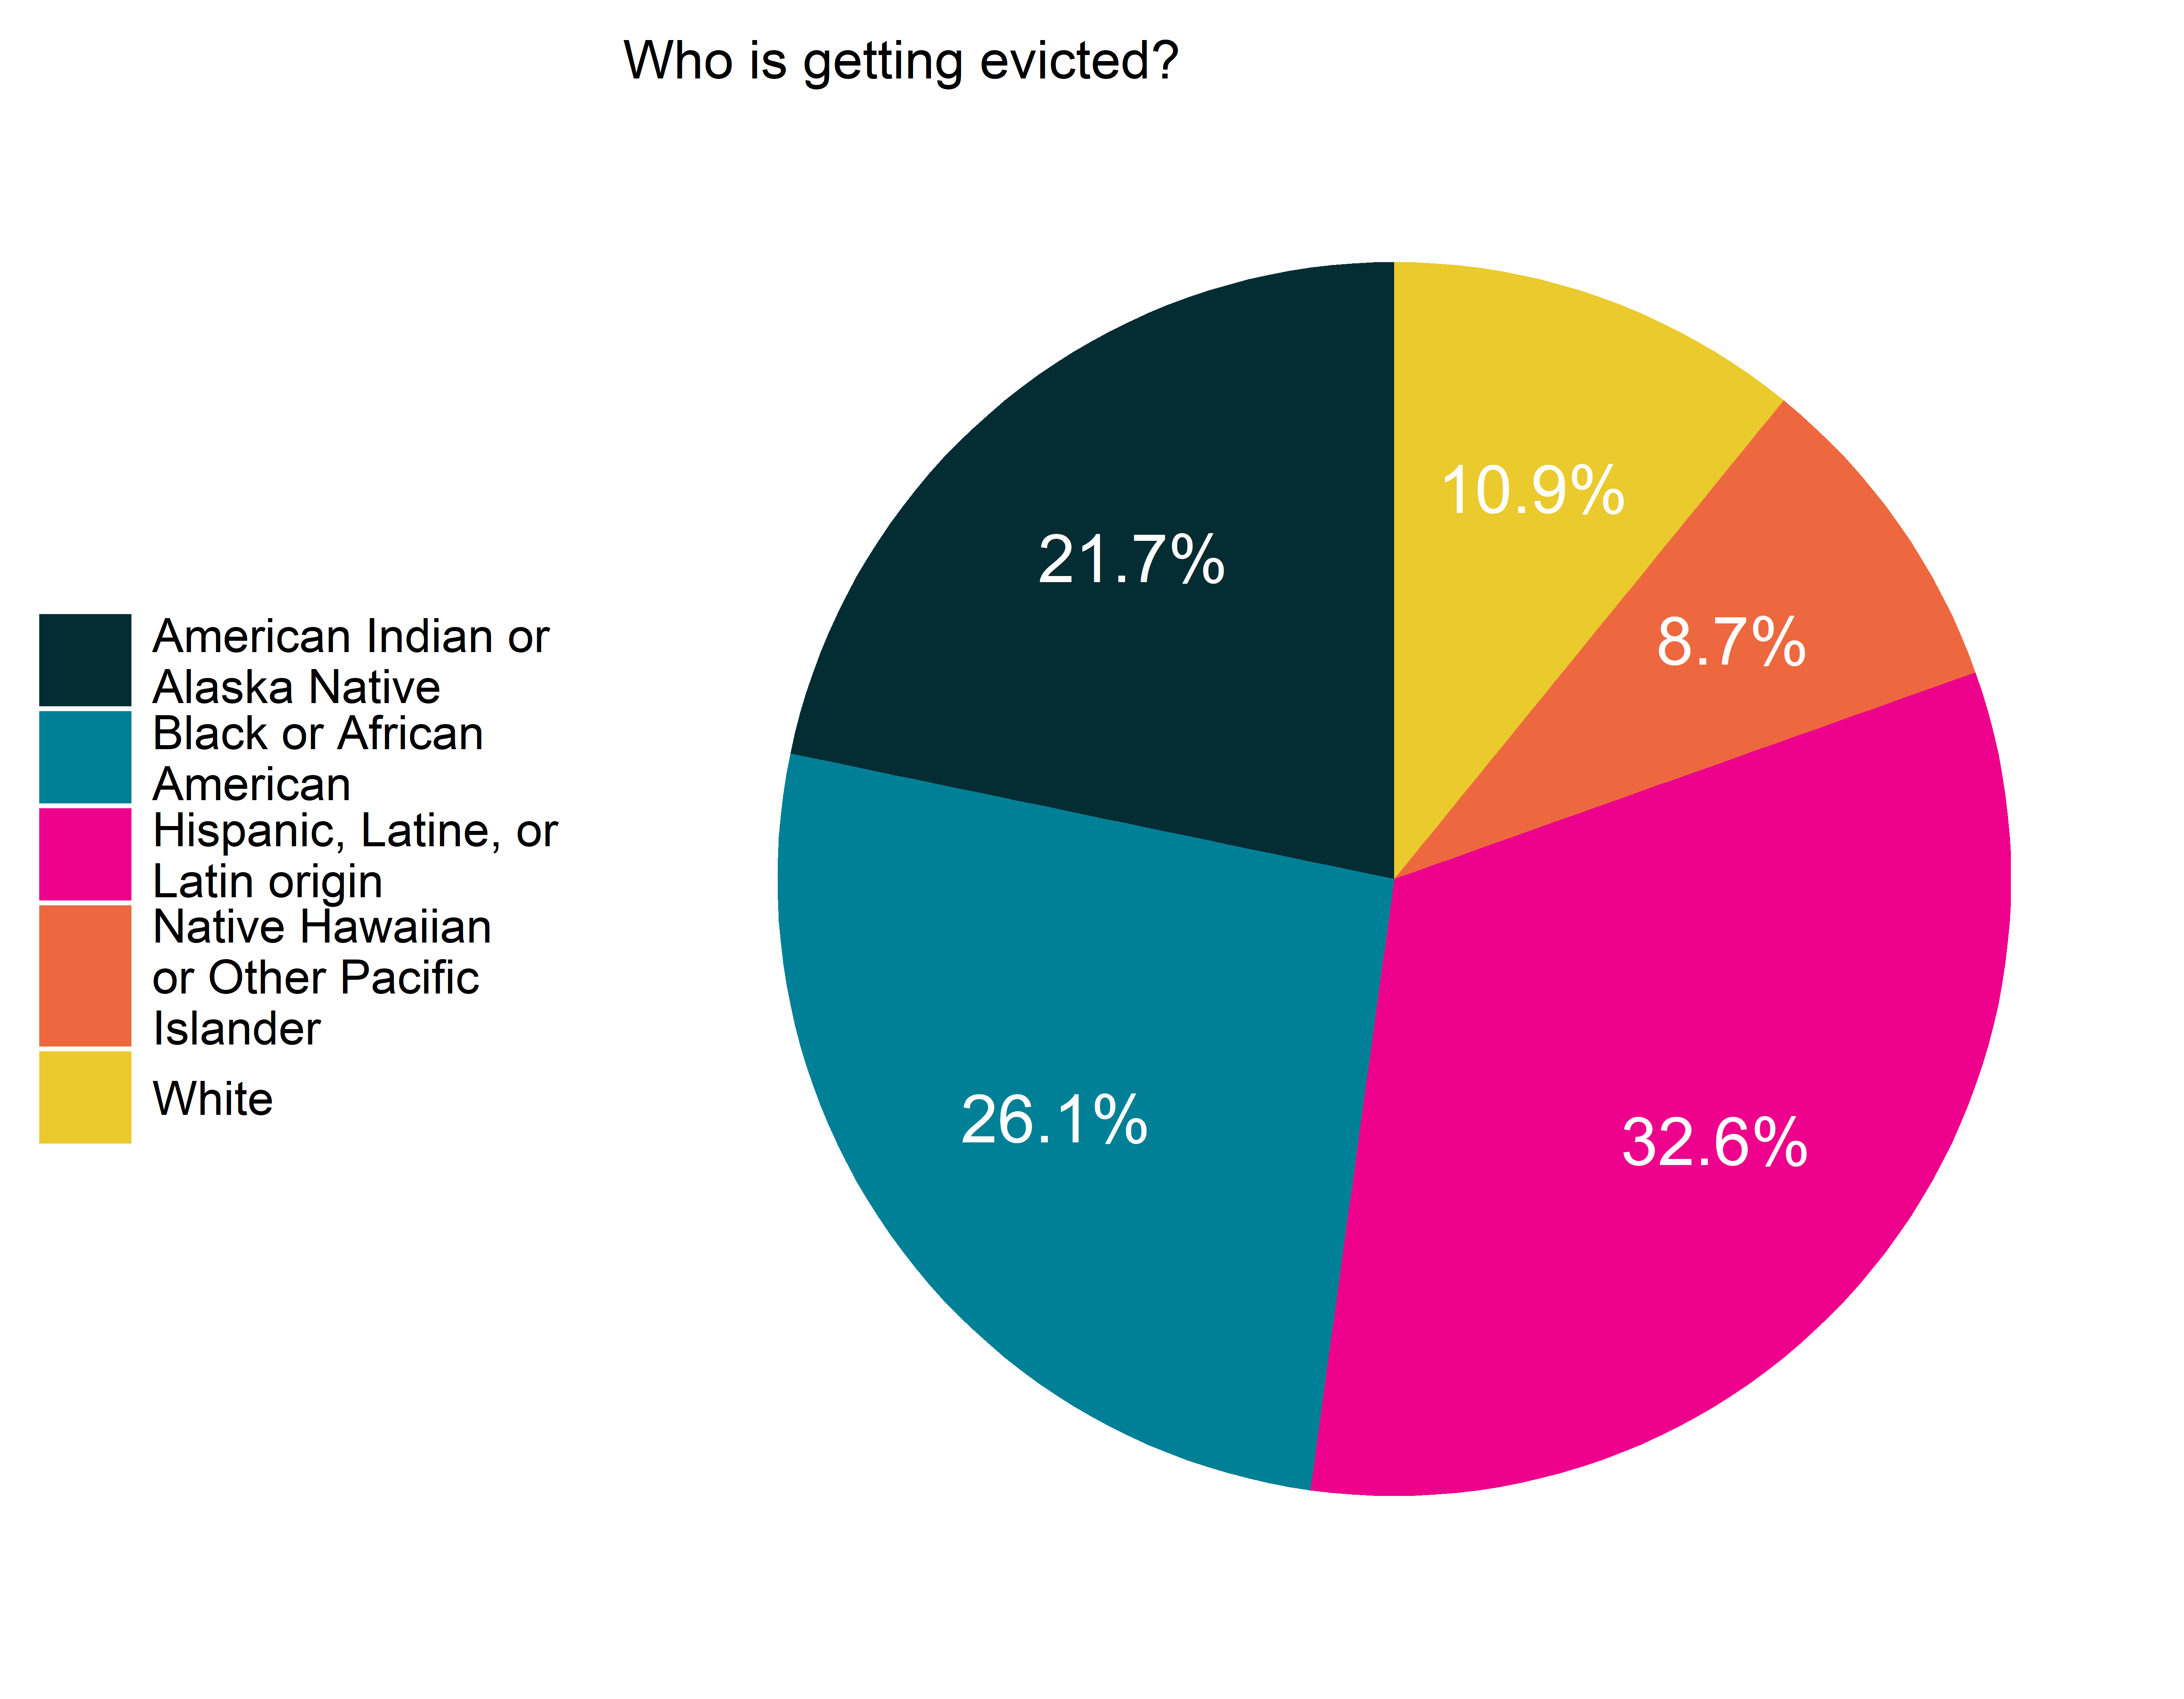 Who is getting evicted?
American Indian or
Alaska Native
Black or African
American
Hispanic, Latine, or
Latin origin
Native Hawaiian
or Other Pacific
Islander
White
10.9%
8.7%
21.7%
26.1%
32.6%